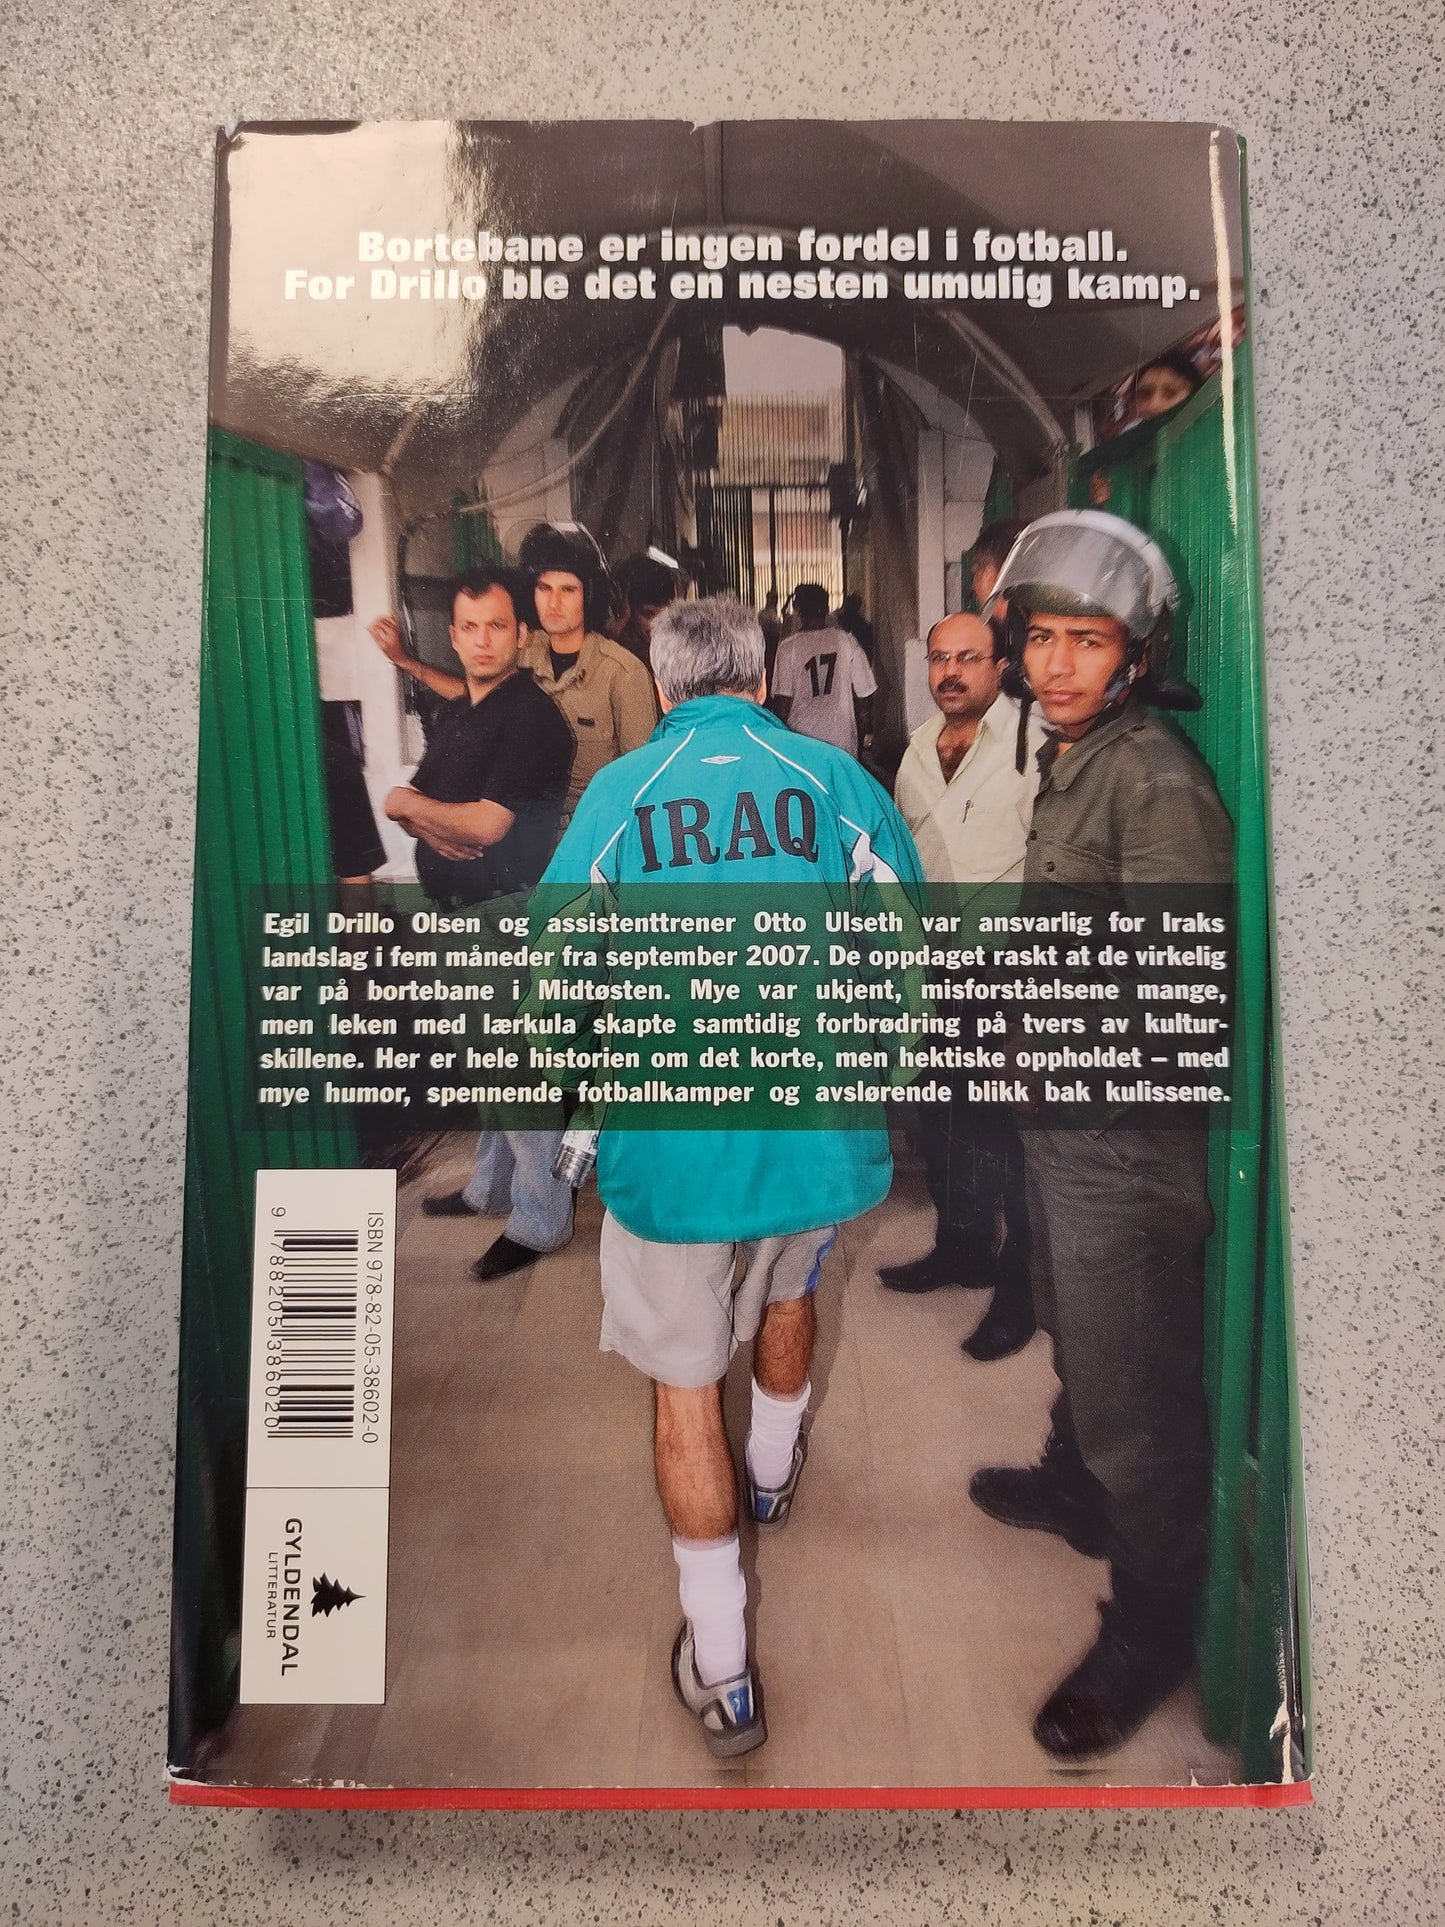 Bortebane er ingen fordel i fotball.
For Drillo ble det en nesten umulig kamp.
17
IRAQ
Egil Drillo Olsen og assistenttrener Otto Ulseth var ansvarlig for Iraks
landslag i fem måneder fra september 2007. De oppdaget raskt at de virkelig
var på bortebane i Midtøsten. Mye var ukjent, misforståelsene mange,
men leken med lærkula skapte samtidig forbrødring på tvers av kultur-
skillene. Her er hele historien om det korte, men hektiske oppholdet – med
mye humor, spennende fotballkamper og avslørende blikk bak kulissene.
ISBN 978-82-05-38602-0
9 788205 386020
GYLDENDAL
LITTERATUR